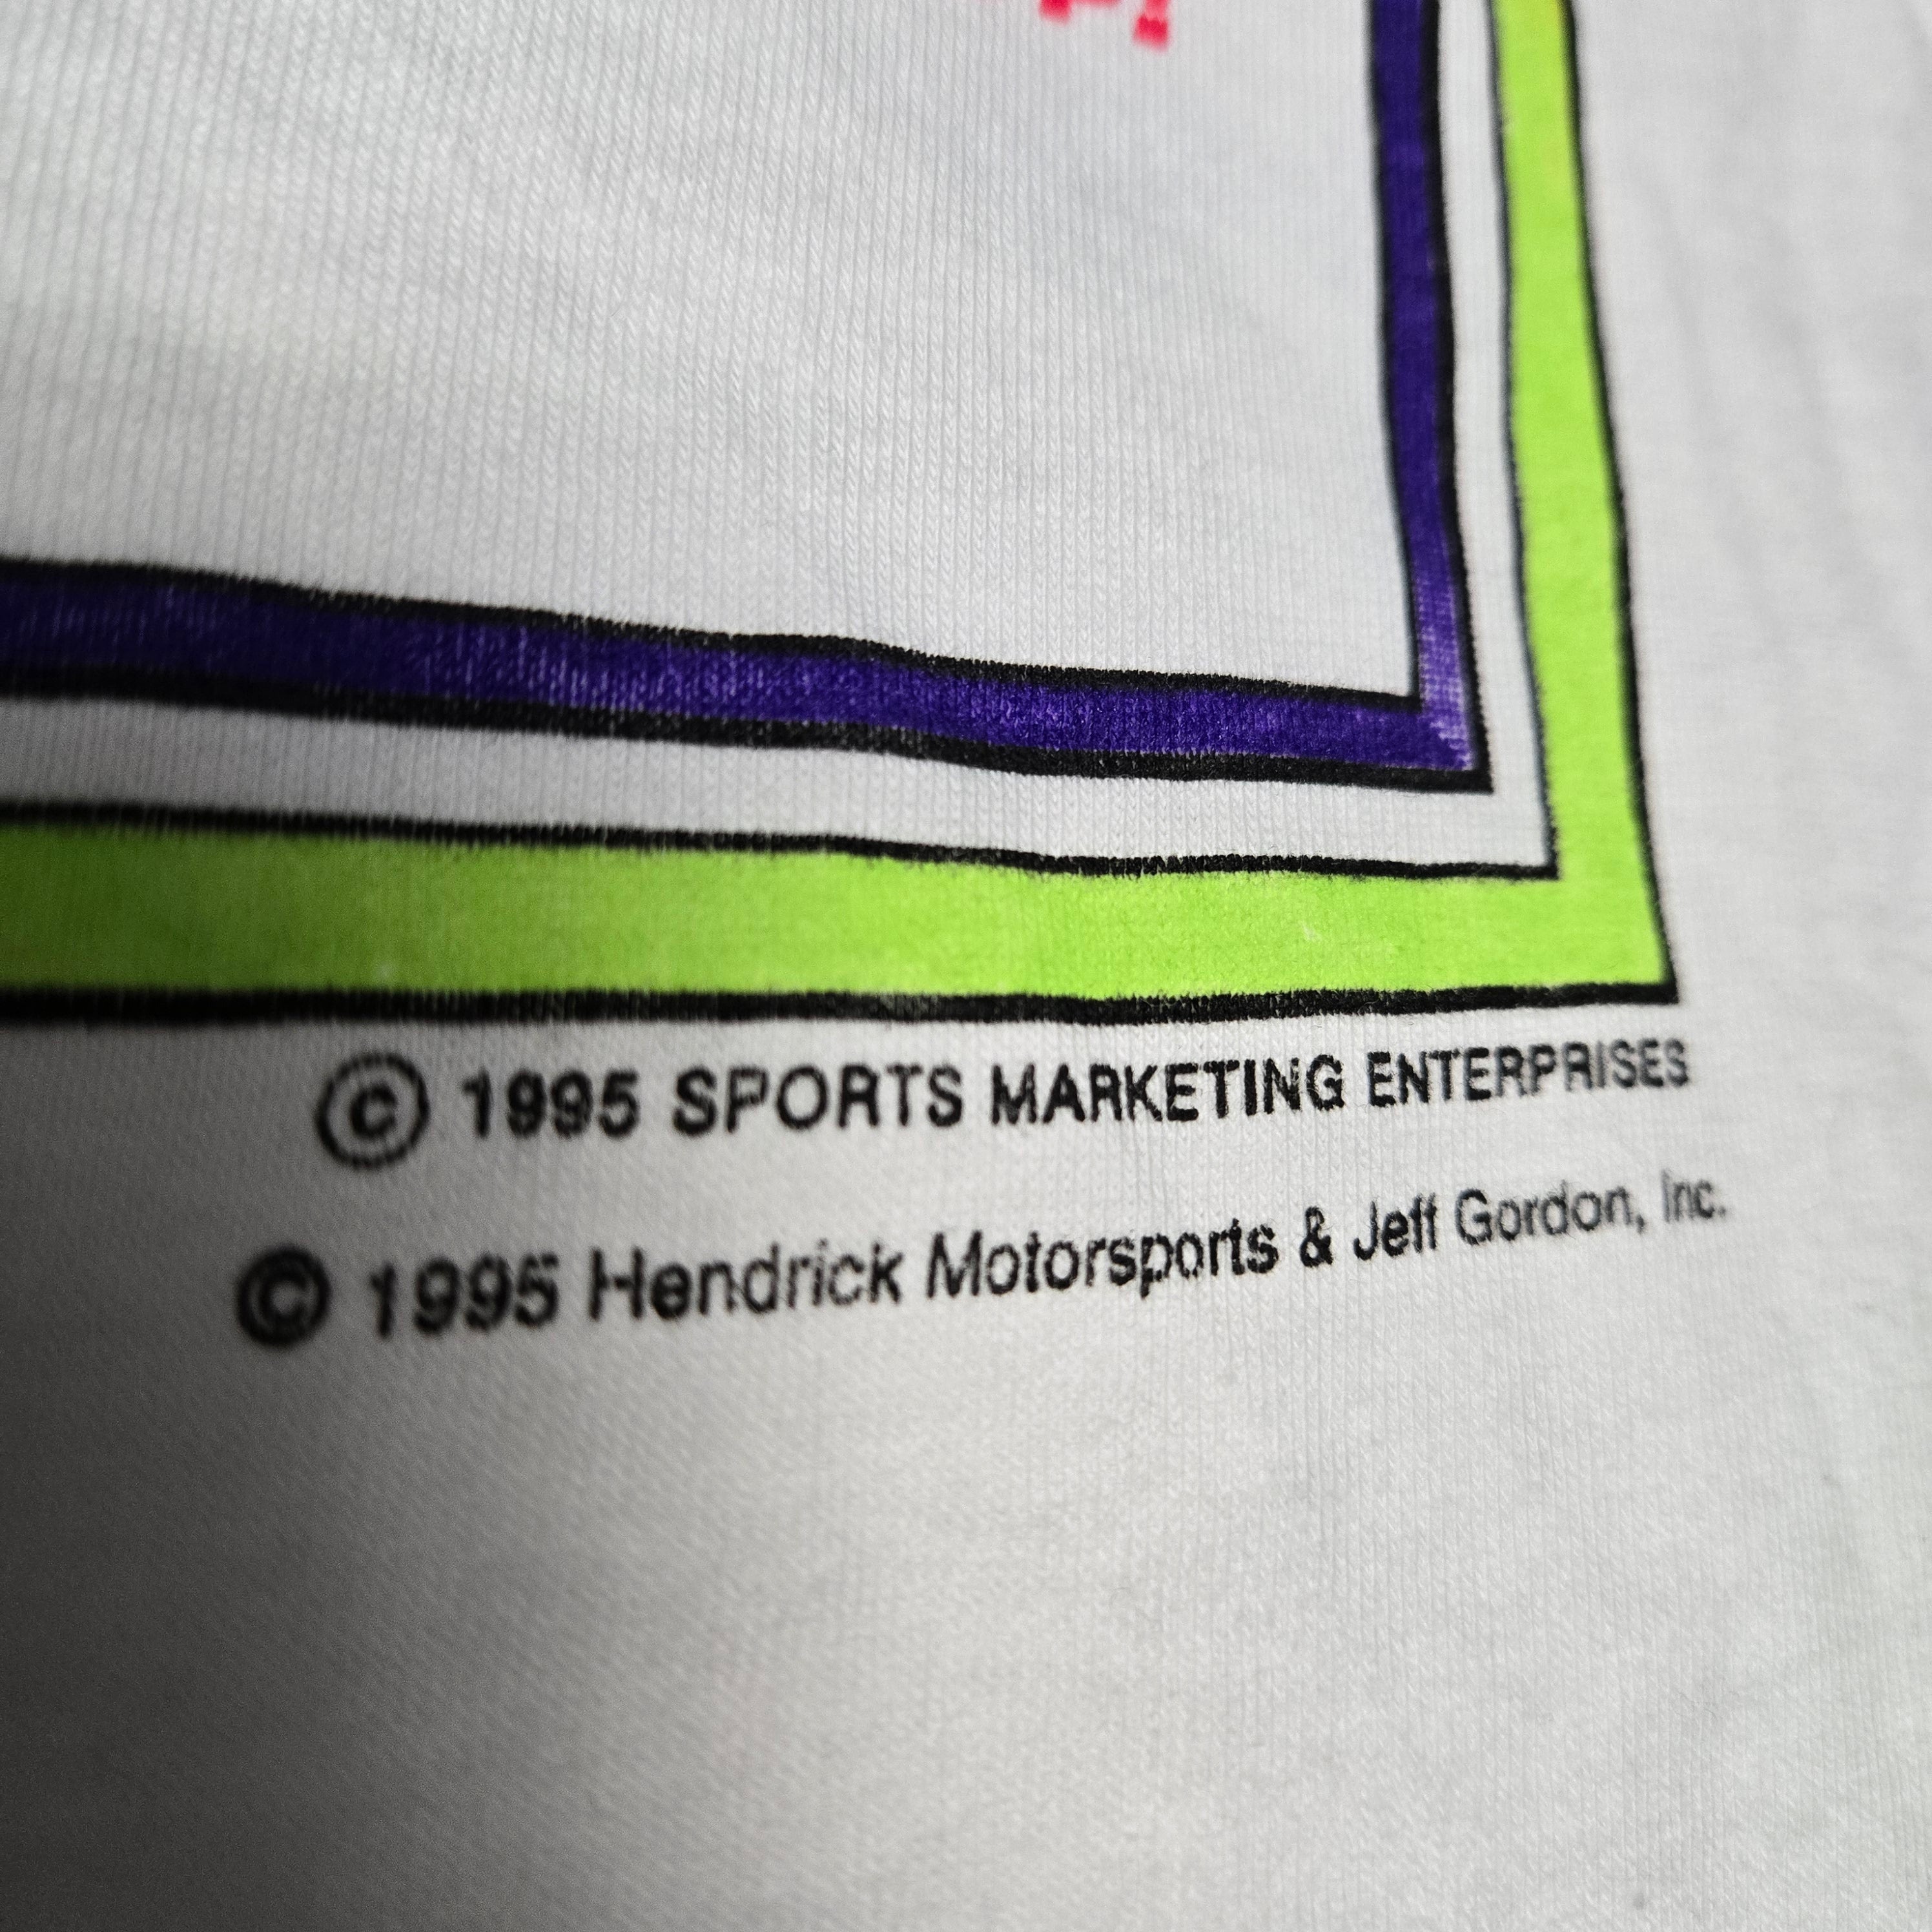 © 1995 SPORTS MARKETING ENTERPRISES
© 1995 Hendrick Motorsports & Jeff Gordon, Inc.